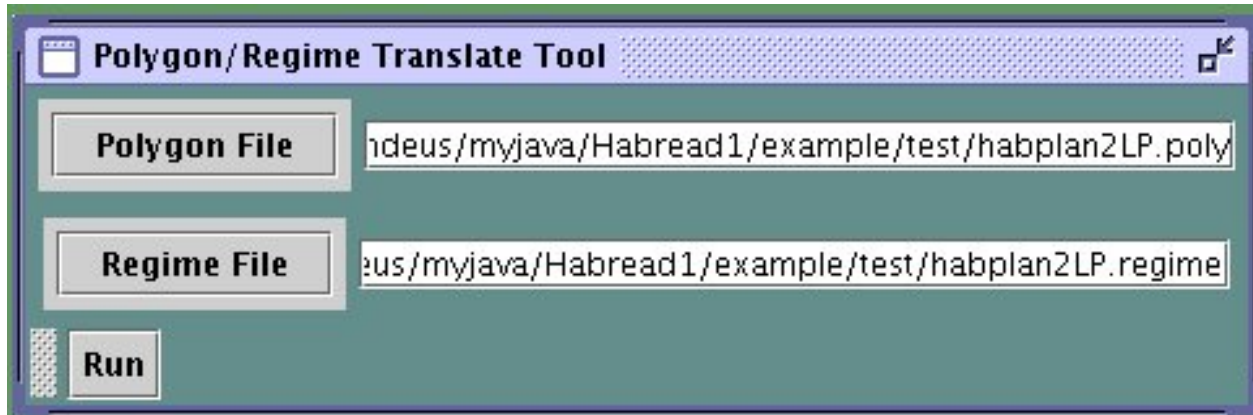 Polygon/Regime Translate Tool
Polygon File ndeus/myjava/Habread1/example/test/habplan2LP.poly
Regime File eus/myjava/Habread1/example/test/habplan2LP.regime
Run